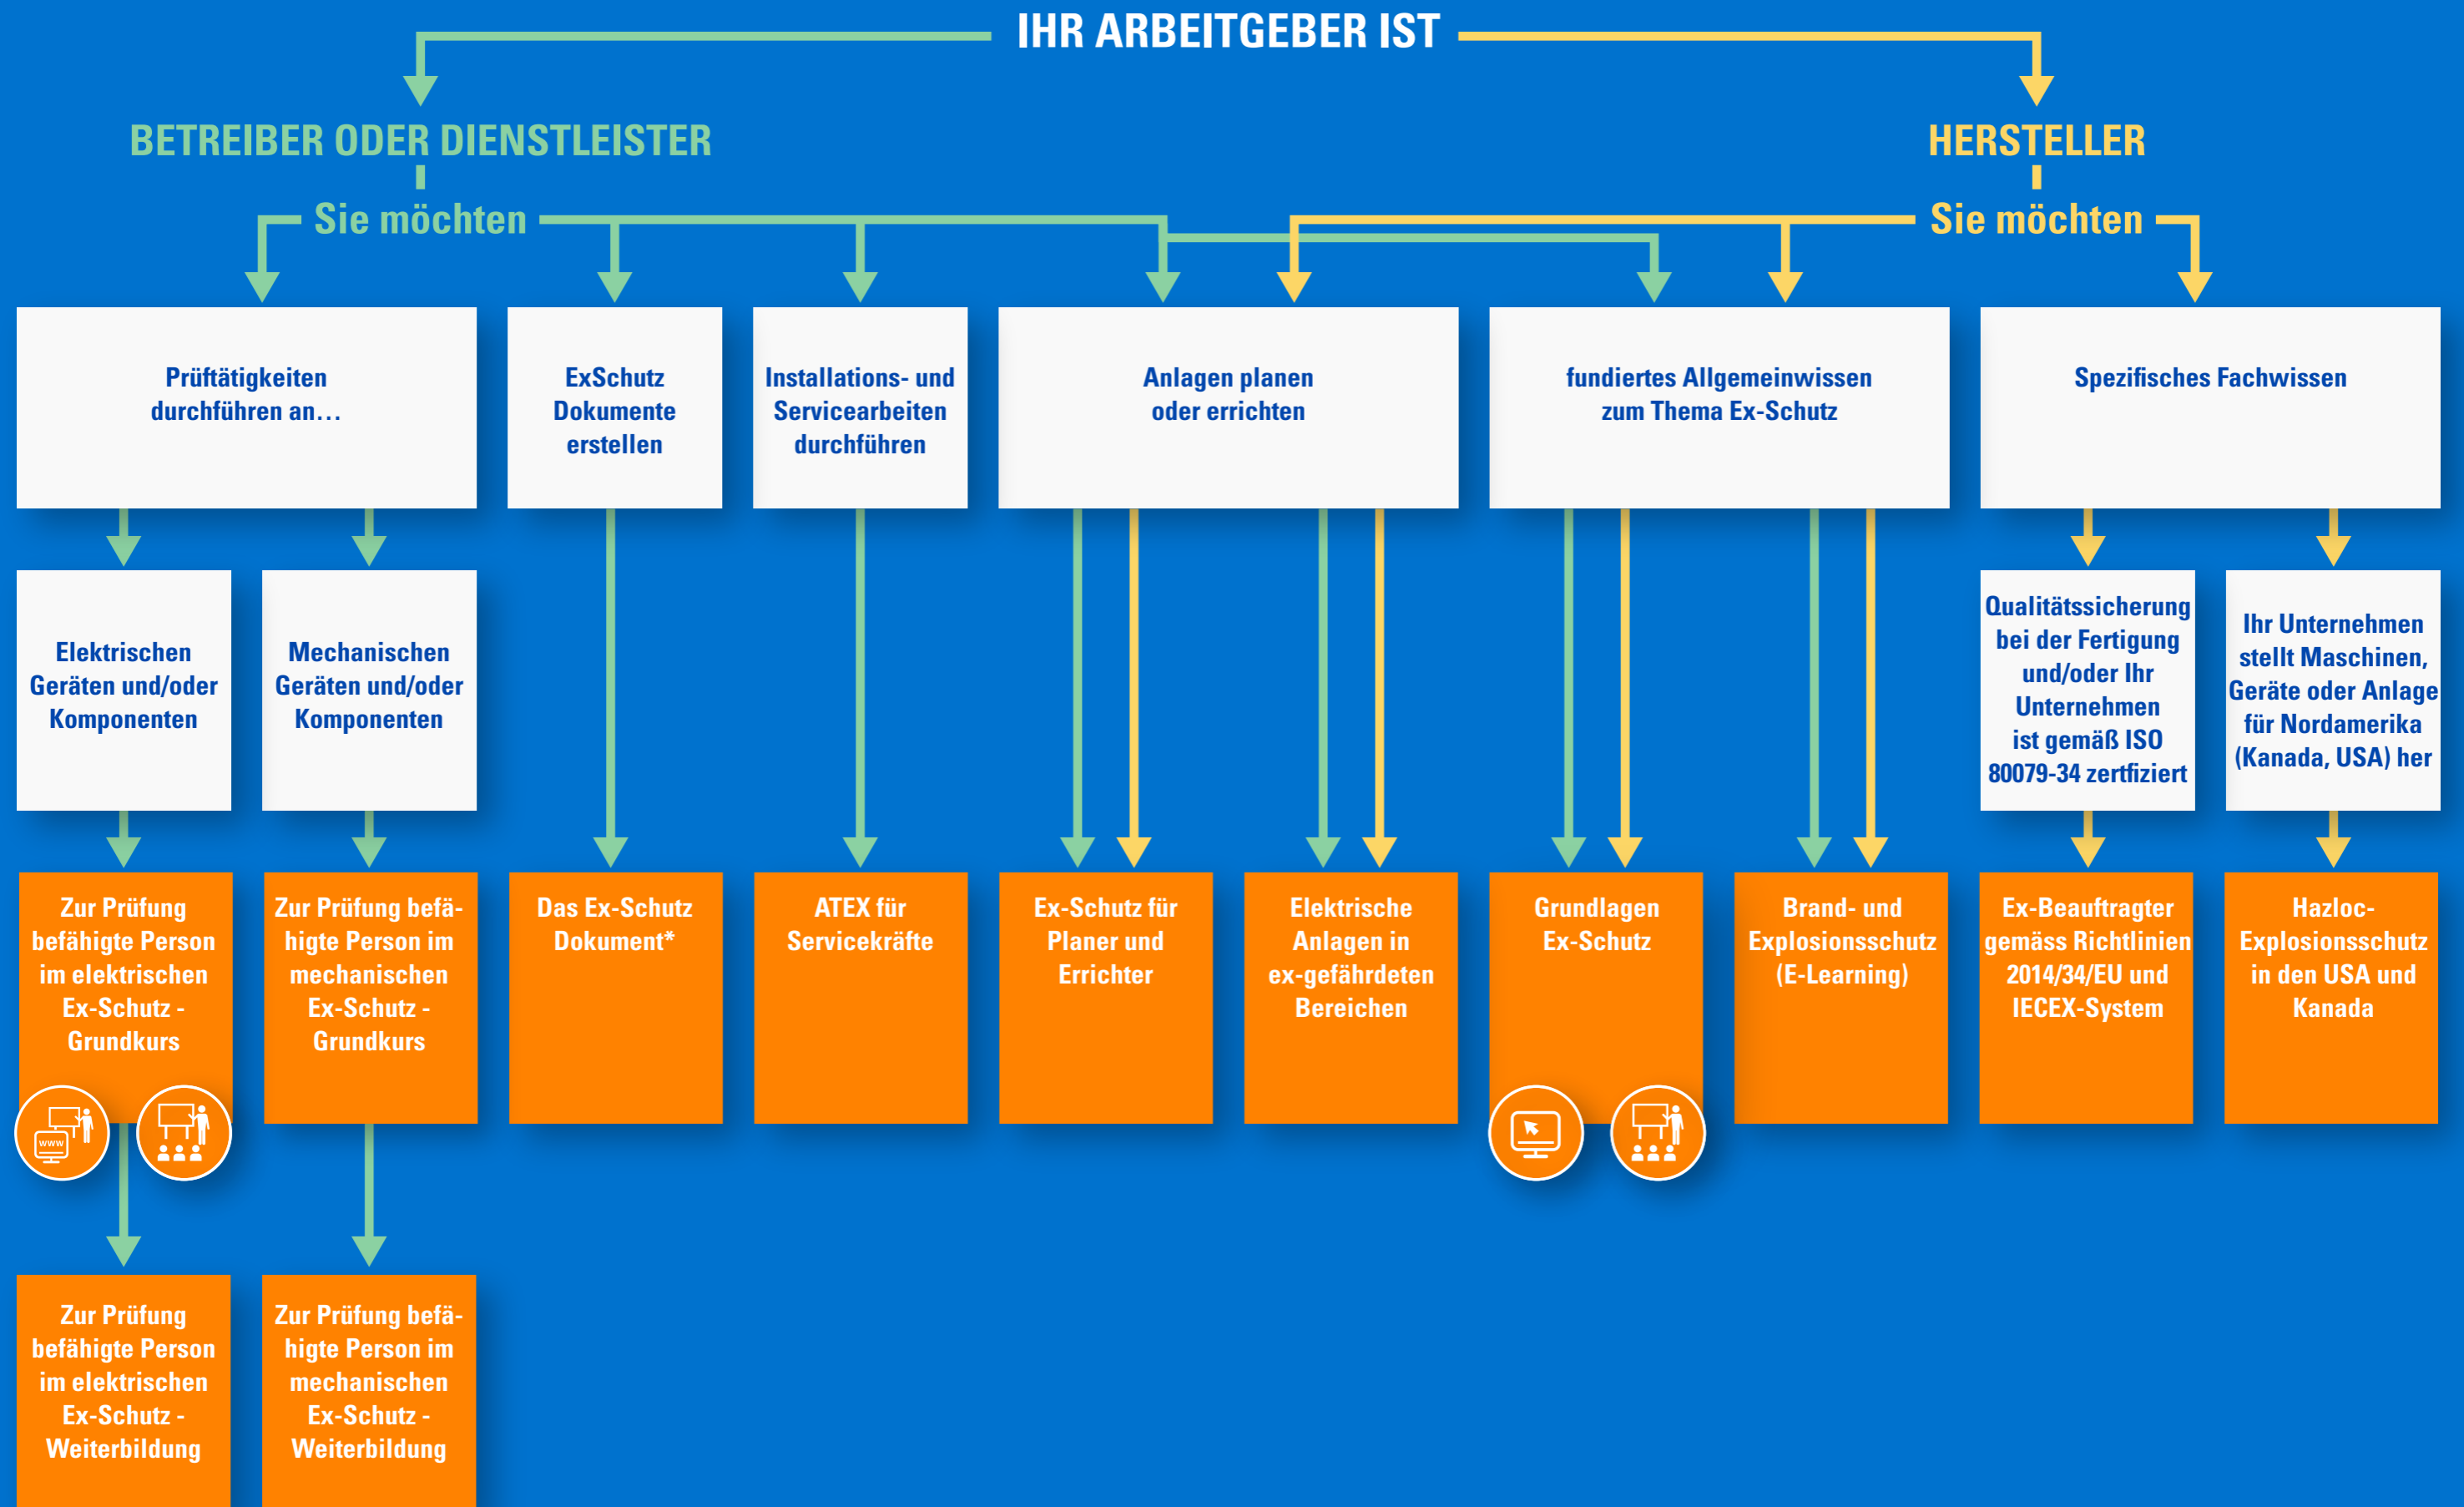 IHR ARBEITGEBER IST
BETREIBER ODER DIENSTLEISTER
HERSTELLER
Sie möchten
Sie möchten
Prüftätigkeiten
durchführen an…
ExSchutz
Dokumente
erstellen
Installations- und
Servicearbeiten
durchführen
Anlagen planen
oder errichten
fundiertes Allgemeinwissen
zum Thema Ex-Schutz
Spezifisches Fachwissen
Elektrischen
Geräten und/oder
Komponenten
Mechanischen
Geräten und/oder
Komponenten
Qualitätssicherung
bei der Fertigung
und/oder Ihr
Unternehmen
ist gemäß ISO
80079-34 zertfiziert
Ihr Unternehmen
stellt Maschinen,
Geräte oder Anlage
für Nordamerika
(Kanada, USA) her
Zur Prüfung
befähigte Person
im elektrischen
Ex-Schutz -
Grundkurs
Zur Prüfung befä-
higte Person im
mechanischen
Ex-Schutz -
Grundkurs
Das Ex-Schutz
Dokument*
ATEX für
Servicekräfte
Ex-Schutz für
Planer und
Errichter
Elektrische
Anlagen in
ex-gefährdeten
Bereichen
Grundlagen
Ex-Schutz
Brand- und
Explosionsschutz
(E-Learning)
Ex-Beauftragter
gemäss Richtlinien
2014/34/EU und
IECEX-System
Hazloc-
Explosionsschutz
in den USA und
Kanada
www
Zur Prüfung
befähigte Person
im elektrischen
Ex-Schutz -
Weiterbildung
Zur Prüfung befä-
higte Person im
mechanischen
Ex-Schutz -
Weiterbildung